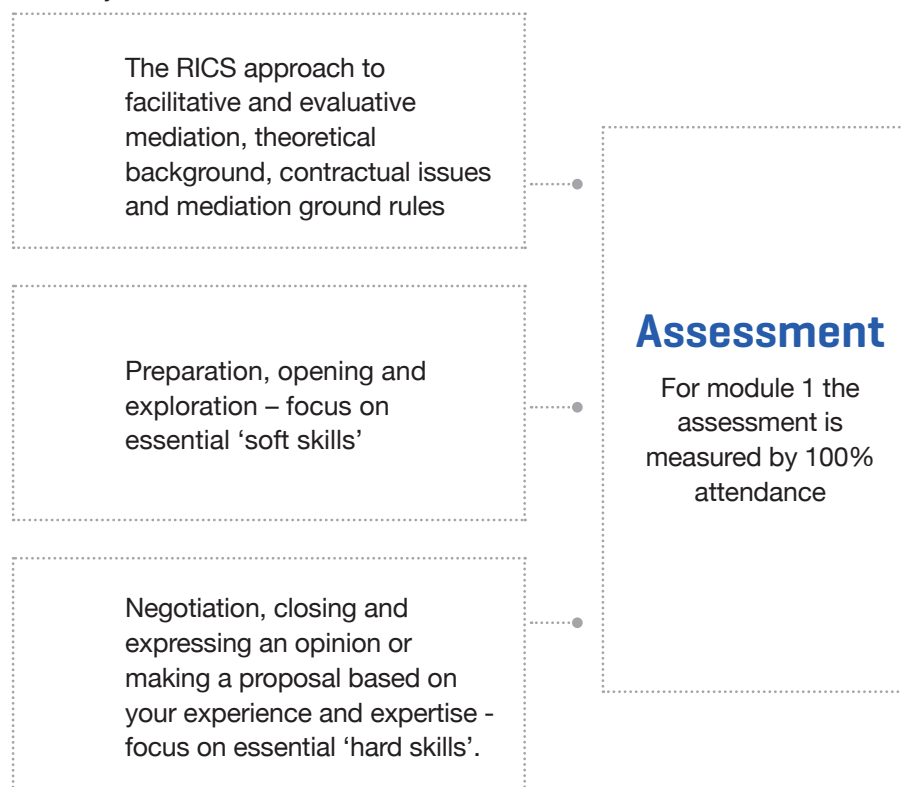 The RICS approach to
facilitative and evaluative
mediation, theoretical
background, contractual issues
and mediation ground rules
Preparation, opening and
exploration – focus on
essential ‘soft skills’
Negotiation, closing and
expressing an opinion or
making a proposal based on
your experience and expertise -
focus on essential ‘hard skills’.
Assessment
For module 1 the
assessment is
measured by 100%
attendance